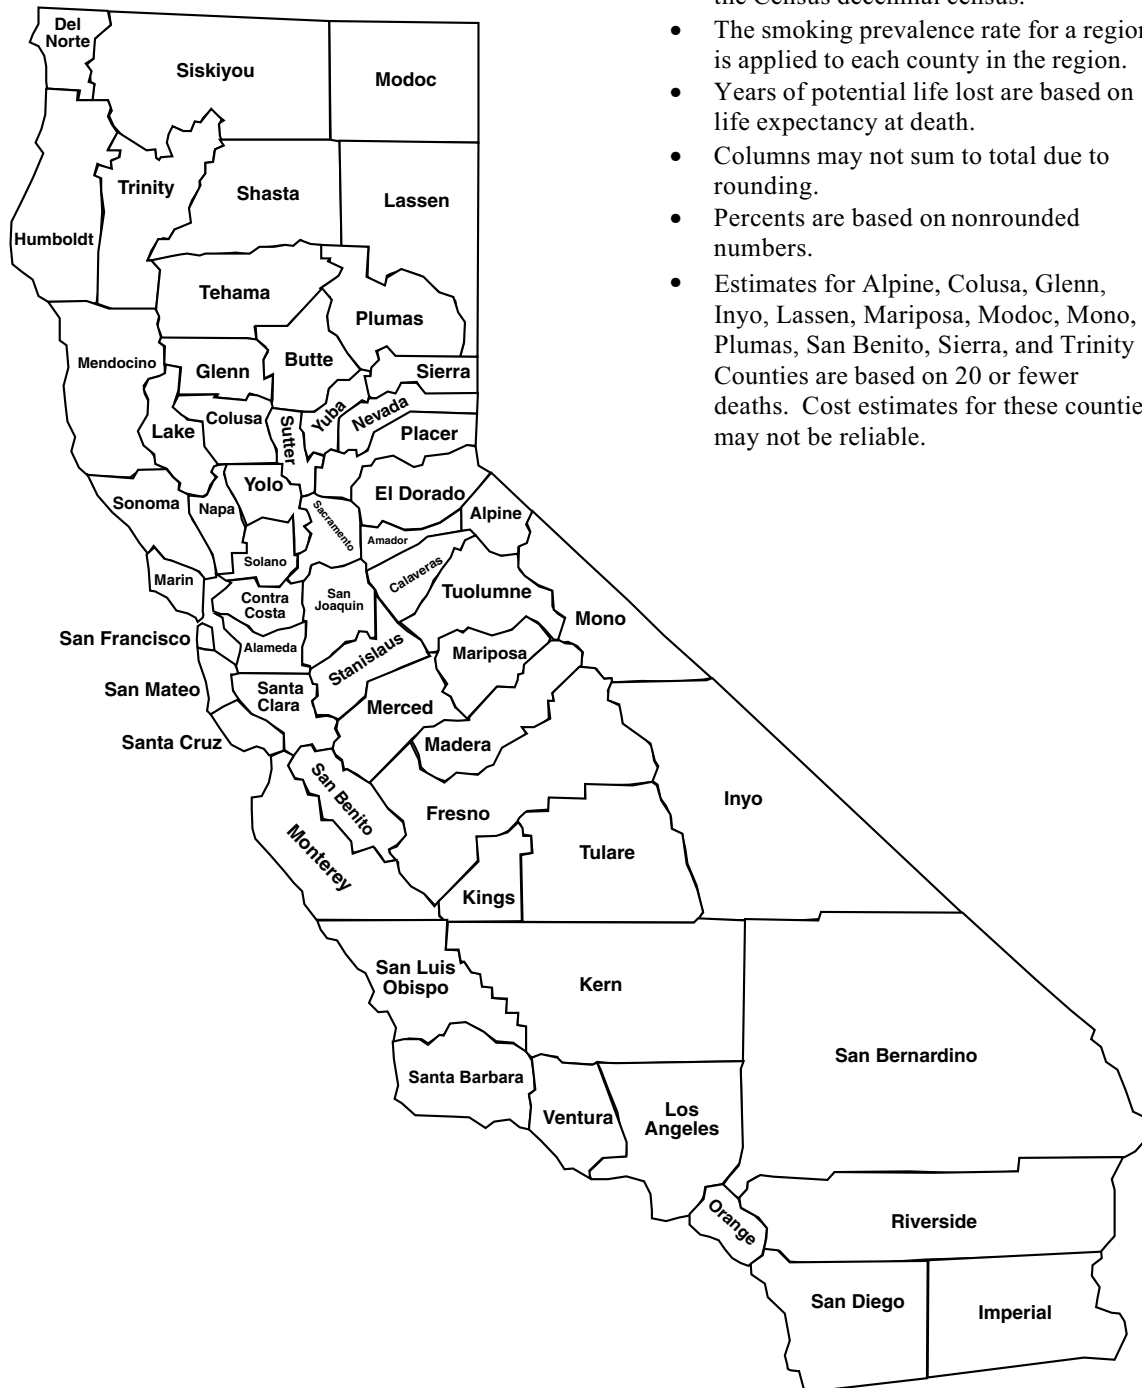 the Census decennial census.
• The smoking prevalence rate for a region
is applied to each county in the region.
• Years of potential life lost are based on
life expectancy at death.
• Columns may not sum to total due to
rounding.
• Percents are based on nonrounded
numbers.
• Estimates for Alpine, Colusa, Glenn,
Inyo, Lassen, Mariposa, Modoc, Mono,
Plumas, San Benito, Sierra, and Trinity
Counties are based on 20 or fewer
deaths. Cost estimates for these countie
may not be reliable.
Del
Norte
Siskiyou
Modoc
Trinity
Shasta
Lassen
Humboldt
Tehama
Plumas
Mendocino
Glenn
Butte
Sierra
Colusa
Lake
Sutter
Yuba
Nevada
Placer
Sonoma
Napa
Yolo
Sacramento
El Dorado
Alpine
Amador
Solano
Marin
Contra
Costa
San
Joaquin
Calaveras
Tuolumne
Mono
San Francisco
Alameda
Stanislaus
Mariposa
San Mateo
Santa
Clara
Merced
Santa Cruz
Madera
San Benito
Fresno
Inyo
Monterey
Tulare
Kings
San Luis
Obispo
Kern
San Bernardino
Santa Barbara
Ventura
Los
Angeles
Orange
Riverside
San Diego
Imperial